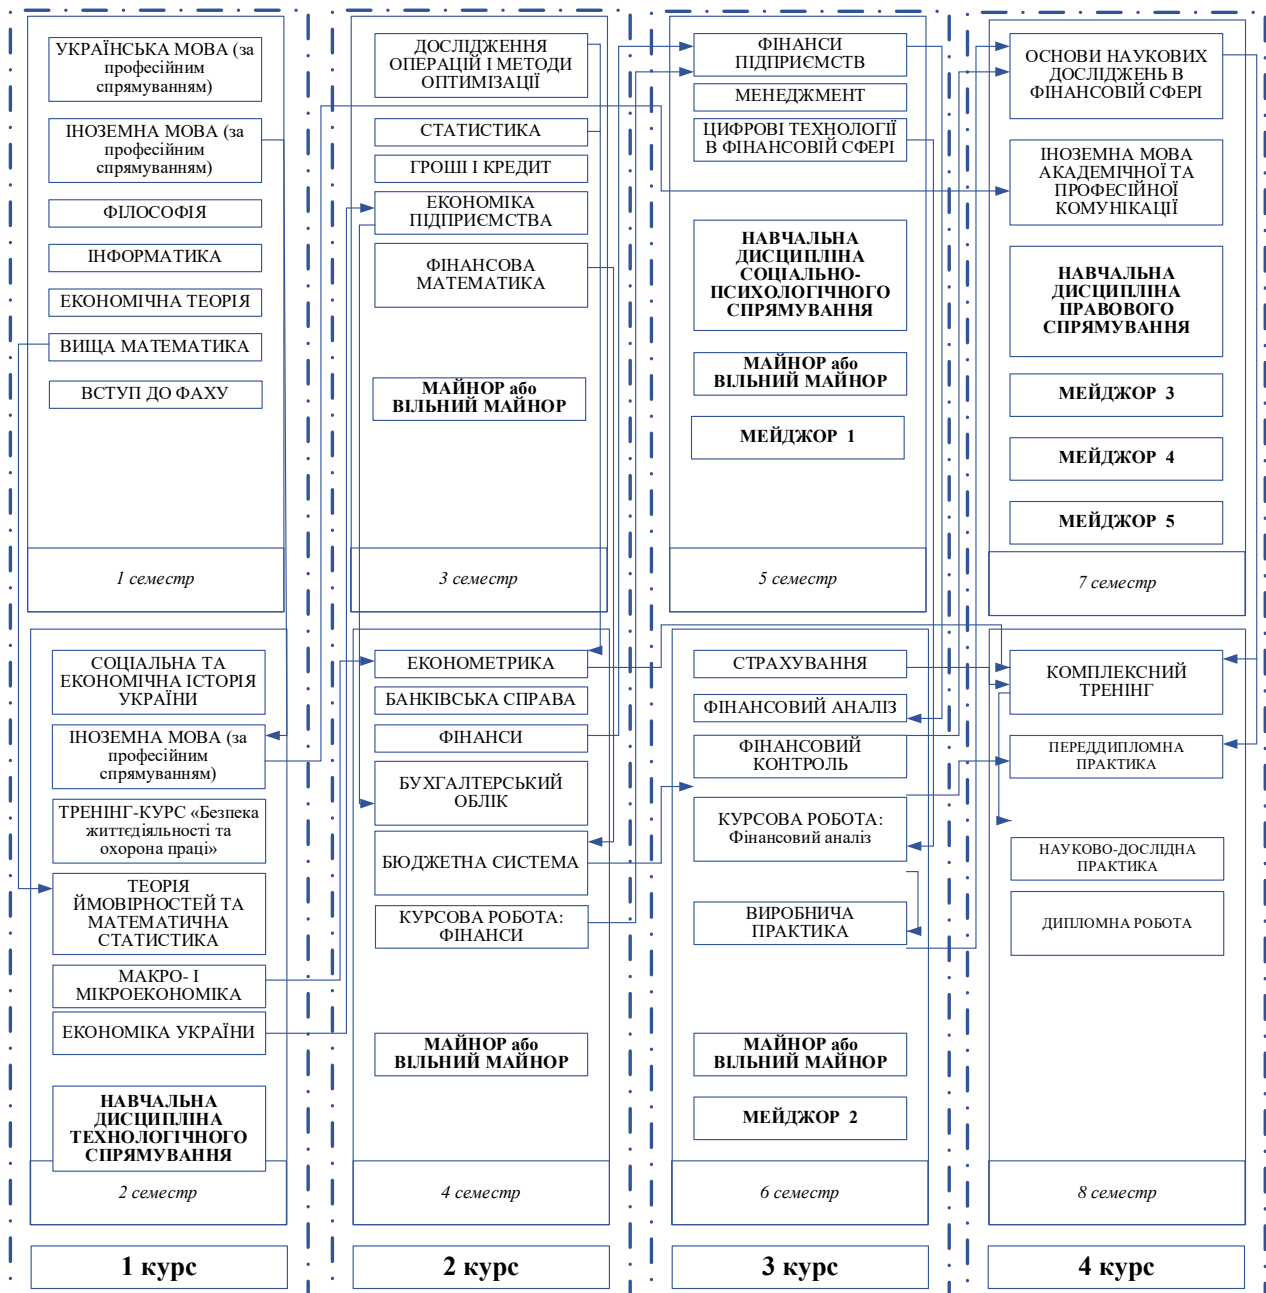 УКРАЇНСЬКА МОВА (за
професійним
спрямуванням)
ІНОЗЕМНА МОВА (за
професійним
спрямуванням)
ФІЛОСОФІЯ
ІНФОРМАТИКА
ЕКОНОМІЧНА ТЕОРІЯ
ВИЩА МАТЕМАТИКА
ВСТУП ДО ФАХУ
1 семестр
СОЦІАЛЬНА ТА
ЕКОНОМІЧНА ІСТОРІЯ
УКРАЇНИ
ІНОЗЕМНА МОВА (за
професійним
спрямуванням)
ТРЕНІНГ-КУРС «Безпека
життєдіяльності та
охорона праці»
ТЕОРІЯ
ЙМОВІРНОСТЕЙ ТА
МАТЕМАТИЧНА
СТАТИСТИКА
МАКРО- І
МІКРОЕКОНОМІКА
ЕКОНОМІКА УКРАЇНИ
НАВЧАЛЬНА
ДИСЦИПЛІНА
ТЕХНОЛОГІЧНОГО
СПРЯМУВАННЯ
2 семестр
1 курс
ДОСЛІДЖЕННЯ
ОПЕРАЦІЙ І МЕТОДИ
ОПТИМІЗАЦІЇ
СТАТИСТИКА
ГРОШІ І КРЕДИТ
ЕКОНОМІКА
ПІДПРИЄМСТВА
ФІНАНСОВА
МАТЕМАТИКА
МАЙНОР або
ВІЛЬНИЙ МАЙНОР
3 семестр
ЕКОНОМЕТРИКА
БАНКІВСЬКА СПРАВА
ФІНАНСИ
БУХГАЛТЕРСЬКИЙ
ОБЛІК
БЮДЖЕТНА СИСТЕМА
КУРСОВА РОБОТА:
ФІНАНСИ
МАЙНОР або
ВІЛЬНИЙ МАЙНОР
4 семестр
2 курс
ФІНАНСИ
ПІДПРИЄМСТВ
МЕНЕДЖМЕНТ
ЦИФРОВІ ТЕХНОЛОГІЇ
В ФІНАНСОВІЙ СФЕРІ
НАВЧАЛЬНА
ДИСЦИПЛІНА
СОЦІАЛЬНО-
ПСИХОЛОГІЧНОГО
СПРЯМУВАННЯ
МАЙНОР або
ВІЛЬНИЙ МАЙНОР
МЕЙДЖОР 1
5 семестр
СТРАХУВАННЯ
ФІНАНСОВИЙ АНАЛІЗ
ФІНАНСОВИЙ
КОНТРОЛЬ
КУРСОВА РОБОТА:
Фінансовий аналіз
ВИРОБНИЧА
ПРАКТИКА
МАЙНОР або
ВІЛЬНИЙ МАЙНОР
МЕЙДЖОР 2
6 семестр
3 курс
ОСНОВИ НАУКОВИХ
ДОСЛІДЖЕНЬ В
ФІНАНСОВІЙ СФЕРІ
ІНОЗЕМНА МОВА
АКАДЕМІЧНОЇ ТА
ПРОФЕСІЙНОЇ
КОМУНІКАЦІЇ
НАВЧАЛЬНА
ДИСЦИПЛІНА
ПРАВОВОГО
СПРЯМУВАННЯ
МЕЙДЖОР 3
МЕЙДЖОР 4
МЕЙДЖОР 5
7 семестр
КОМПЛЕКСНИЙ
ТРЕНІНГ
ПЕРЕДДИПЛОМНА
ПРАКТИКА
НАУКОВО-ДОСЛІДНА
ПРАКТИКА
ДИПЛОМНА РОБОТА
8 семестр
4 курс